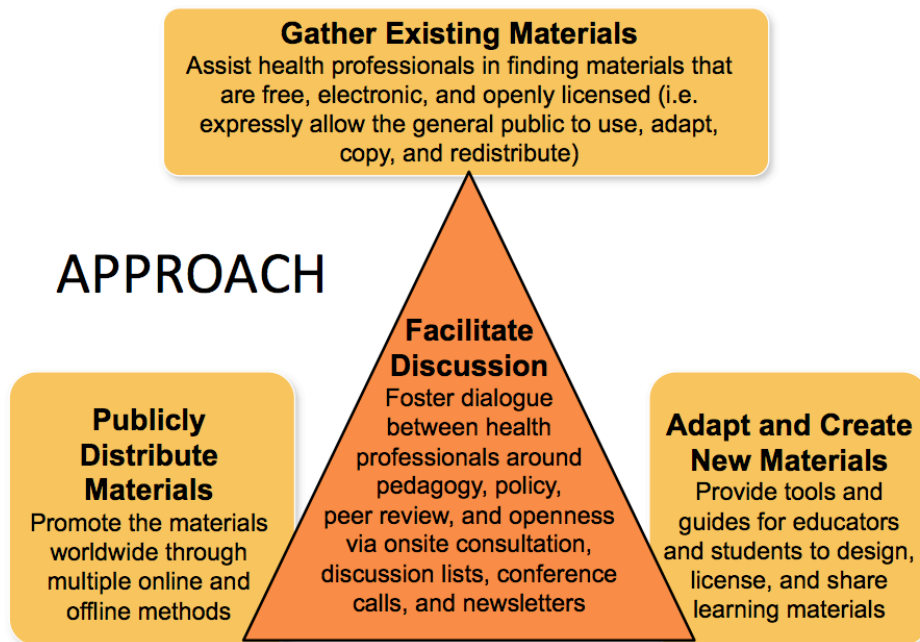 Gather Existing Materials
Assist health professionals in finding materials that
are free, electronic, and openly licensed (i.e.
expressly allow the general public to use, adapt,
copy, and redistribute)
APPROACH
Facilitate
Discussion
Foster dialogue
between health
professionals around
pedagogy, policy,
peer review, and openness
via onsite consultation,
discussion lists, conference
calls, and newsletters
Publicly
Distribute
Materials
Promote the materials
worldwide through
multiple online and
offline methods
Adapt and Create
New Materials
Provide tools and
guides for educators
and students to design,
license, and share
learning materials